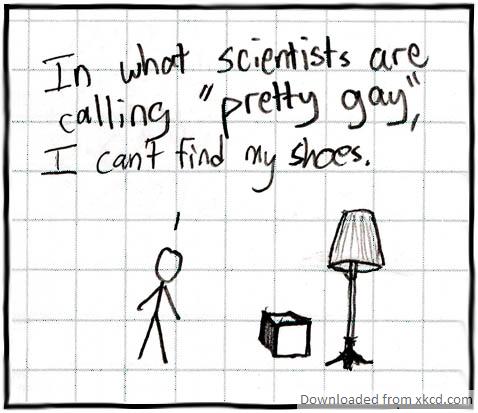 In what scientists are
calling "pretty gay",
I can't find my shoes.
Downloaded from xkcd.com